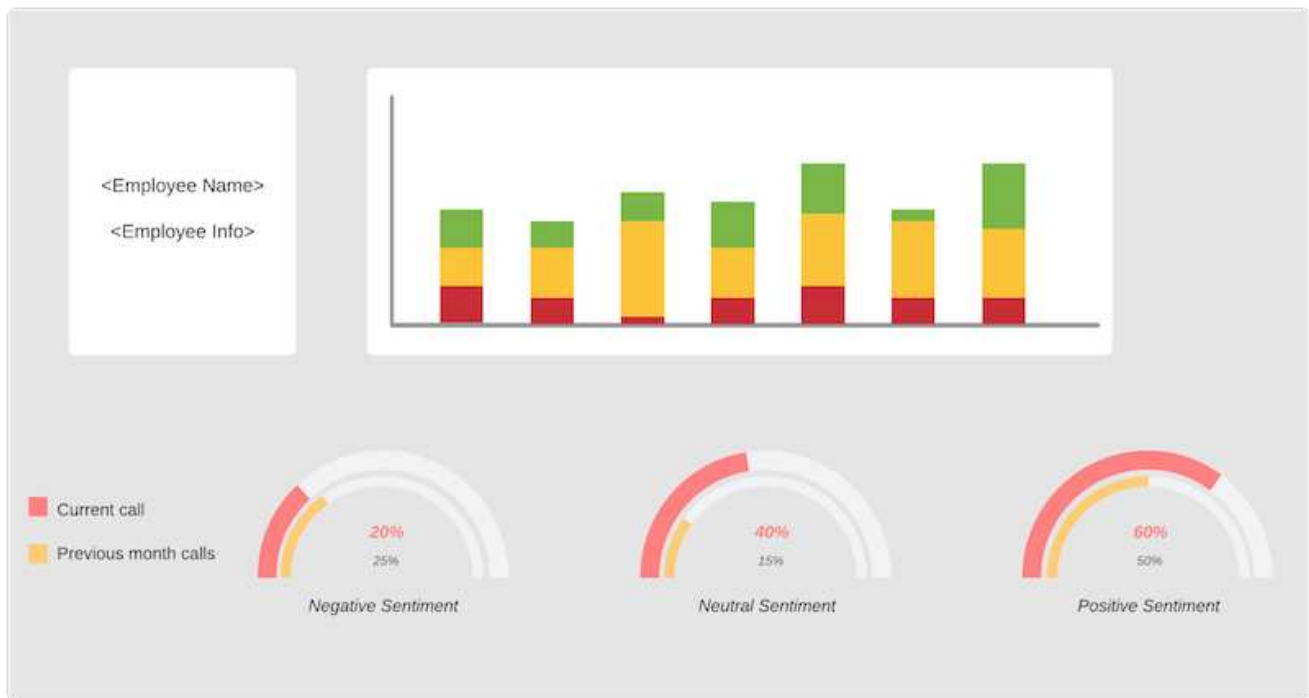 <Employee Name>
<Employee Info>
Current call
Previous month calls
20%
25%
Negative Sentiment
40%
15%
Neutral Sentiment
60%
50%
Positive Sentiment